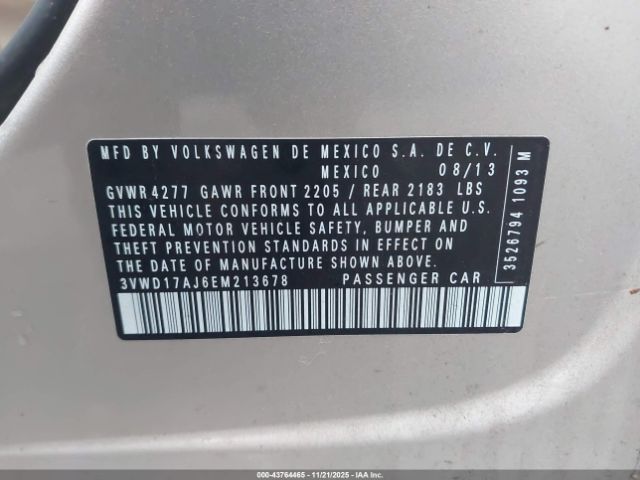 MFD BY VOLKSWAGEN DE MEXICO S.A. DE C.V.
MEXICO 08/13
GVWR 4277 GAWR FRONT 2205 / REAR 2183 LBS
THIS VEHICLE CONFORMS TO ALL APPLICABLE U.S.
FEDERAL MOTOR VEHICLE SAFETY, BUMPER AND
THEFT PREVENTION STANDARDS IN EFFECT ON
THE DATE OF MANUFACTURE SHOWN ABOVE.
3VWD17AJ6EM213678 PASSENGER CAR
3526794 1093 M
000-43764465 - 11/21/2025 - IAAI.COM